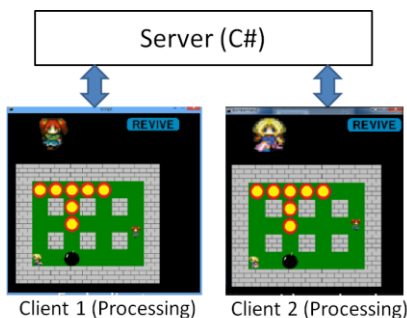 Server (C#)
REVIVE
REVIVE
Client 1 (Processing)
Client 2 (Processing)